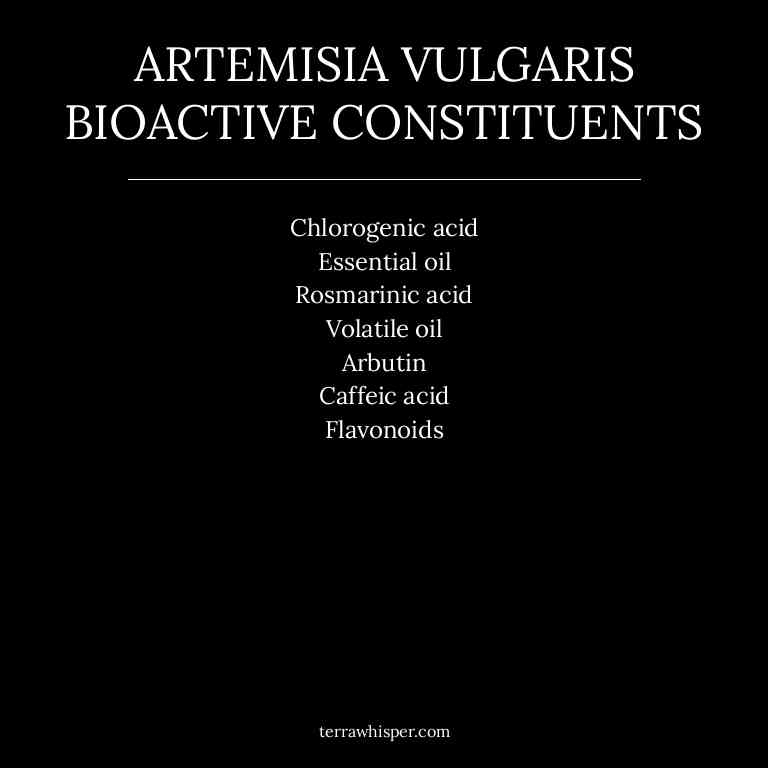 ARTEMISIA VULGARIS
BIOACTIVE CONSTITUENTS
Chlorogenic acid
Essential oil
Rosmarinic acid
Volatile oil
Arbutin
Caffeic acid
Flavonoids
terrawhisper.com